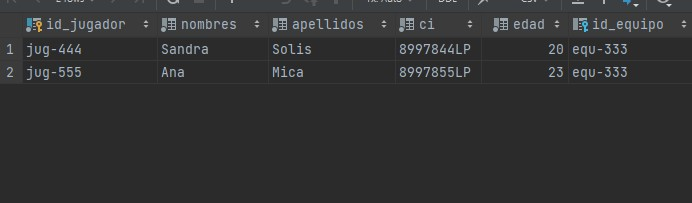 id_jugador nombres apellidos ci edad id_equipo
1 jug-444 Sandra Solis 8997844LP 20 equ-333
2 jug-555 Ana Mica 8997855LP 23 equ-333